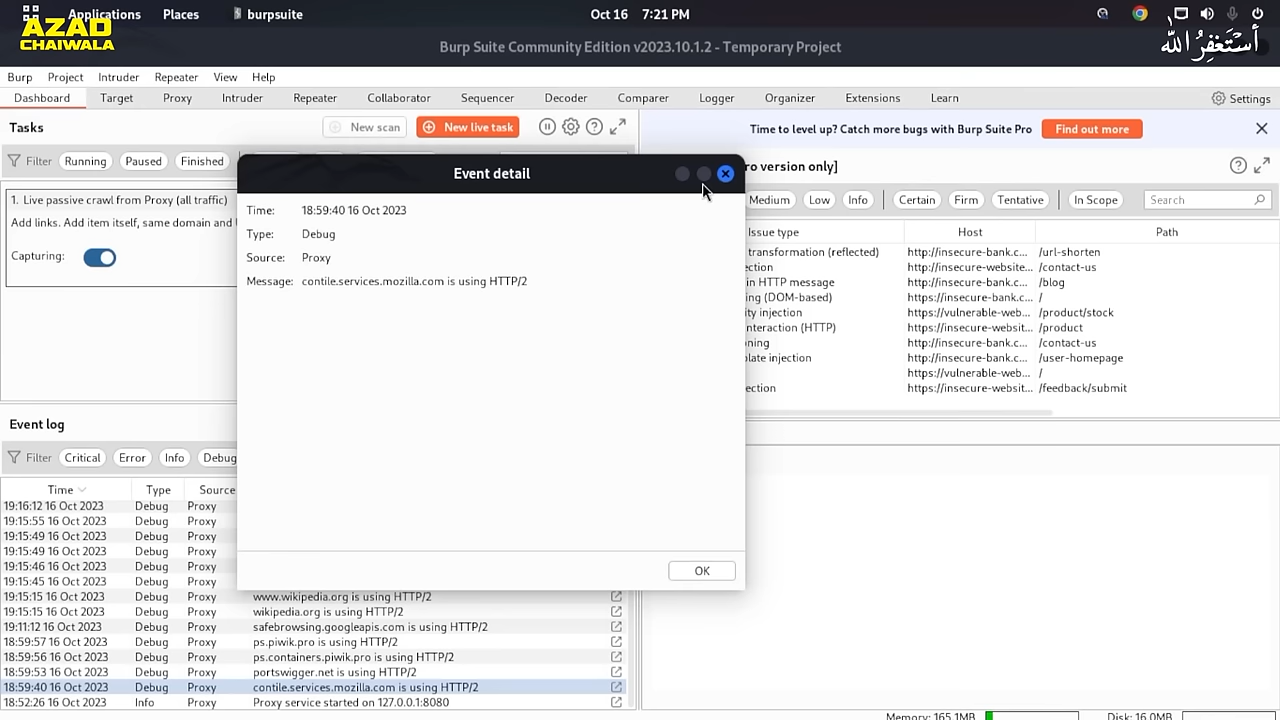 Applications Places burpsuite Oct 16 7:21 PM
AZAD
CHAIWALA
أستغفر الله
Burp Suite Community Edition v2023.10.1.2 - Temporary Project
Burp Project Intruder Repeater View Help
Dashboard Target Proxy Intruder Repeater Collaborator Sequencer Decoder Comparer Logger Organizer Extensions Learn Settings
Tasks New scan New live task
Time to level up? Catch more bugs with Burp Suite Pro Find out more
Filter Running Paused Finished
ro version only]
Medium Low Info Certain Firm Tentative In Scope Search
1. Live passive crawl from Proxy (all traffic)
Add links. Add item itself, same domain and
Capturing:
Event detail
Time: 18:59:40 16 Oct 2023
Type: Debug
Source: Proxy
Message: contile.services.mozilla.com is using HTTP/2
OK
Issue type Host Path
transformation (reflected) http://insecure-bank.c... /url-shorten
ection http://insecure-website... /contact-us
in HTTP message http://insecure-bank.c... /blog
ing (DOM-based) https://insecure-bank.c... /
ity injection https://vulnerable-web... /product/stock
interaction (HTTP) https://insecure-websit... /product
oning http://insecure-bank.c... /contact-us
plate injection http://insecure-bank.c... /user-homepage
https://vulnerable-web... /
ection https://insecure-websit... /feedback/submit
Event log
Filter Critical Error Info Debug
Time Type Source
19:16:12 16 Oct 2023 Debug Proxy
19:15:55 16 Oct 2023 Debug Proxy
19:15:49 16 Oct 2023 Debug Proxy
19:15:49 16 Oct 2023 Debug Proxy
19:15:46 16 Oct 2023 Debug Proxy
19:15:45 16 Oct 2023 Debug Proxy
19:15:15 16 Oct 2023 Debug Proxy www.wikipedia.org is using HTTP/2
19:15:15 16 Oct 2023 Debug Proxy wikipedia.org is using HTTP/2
19:11:12 16 Oct 2023 Debug Proxy safebrowsing.googleapis.com is using HTTP/2
18:59:57 16 Oct 2023 Debug Proxy ps.piwik.pro is using HTTP/2
18:59:56 16 Oct 2023 Debug Proxy ps.containers.piwik.pro is using HTTP/2
18:59:53 16 Oct 2023 Debug Proxy portswigger.net is using HTTP/2
18:59:40 16 Oct 2023 Debug Proxy contile.services.mozilla.com is using HTTP/2
18:52:26 16 Oct 2023 Info Proxy Proxy service started on 127.0.0.1:8080
Memory: 165.1MB Disk: 16.0MB